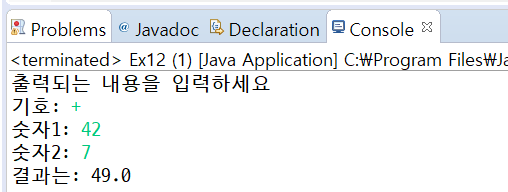 Problems @ Javadoc Declaration Console
<terminated> Ex12 (1) [Java Application] C:₩Program Files₩Ja
출력되는 내용을 입력하세요
기호: +
숫자1: 42
숫자2: 7
결과는: 49.0